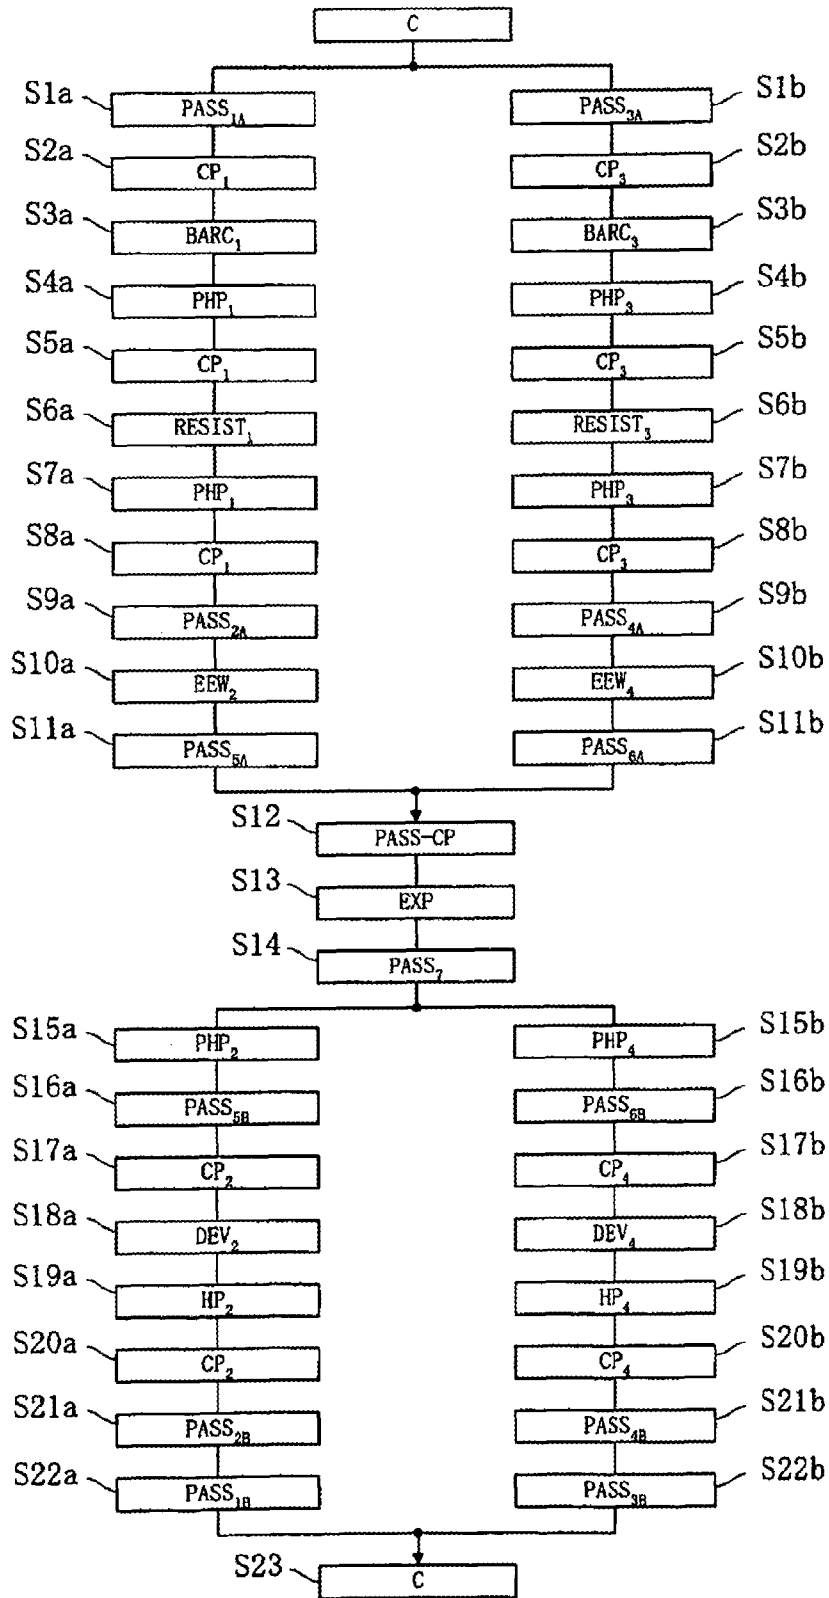 C
S1a PASS1A PASS3A S1b
S2a CP1 CP3 S2b
S3a BARC1 BARC3 S3b
S4a PHP1 PHP3 S4b
S5a CP1 CP3 S5b
S6a RESIST1 RESIST3 S6b
S7a PHP1 PHP3 S7b
S8a CP1 CP3 S8b
S9a PASS2A PASS4A S9b
S10a EEW2 EEW4 S10b
S11a PASS5A PASS6A S11b
S12 PASS-CP
S13 EXP
S14 PASS7
S15a PHP2 PHP4 S15b
S16a PASS5B PASS6B S16b
S17a CP2 CP4 S17b
S18a DEV2 DEV4 S18b
S19a HP2 HP4 S19b
S20a CP2 CP4 S20b
S21a PASS2B PASS4B S21b
S22a PASS1B PASS3B S22b
S23 C